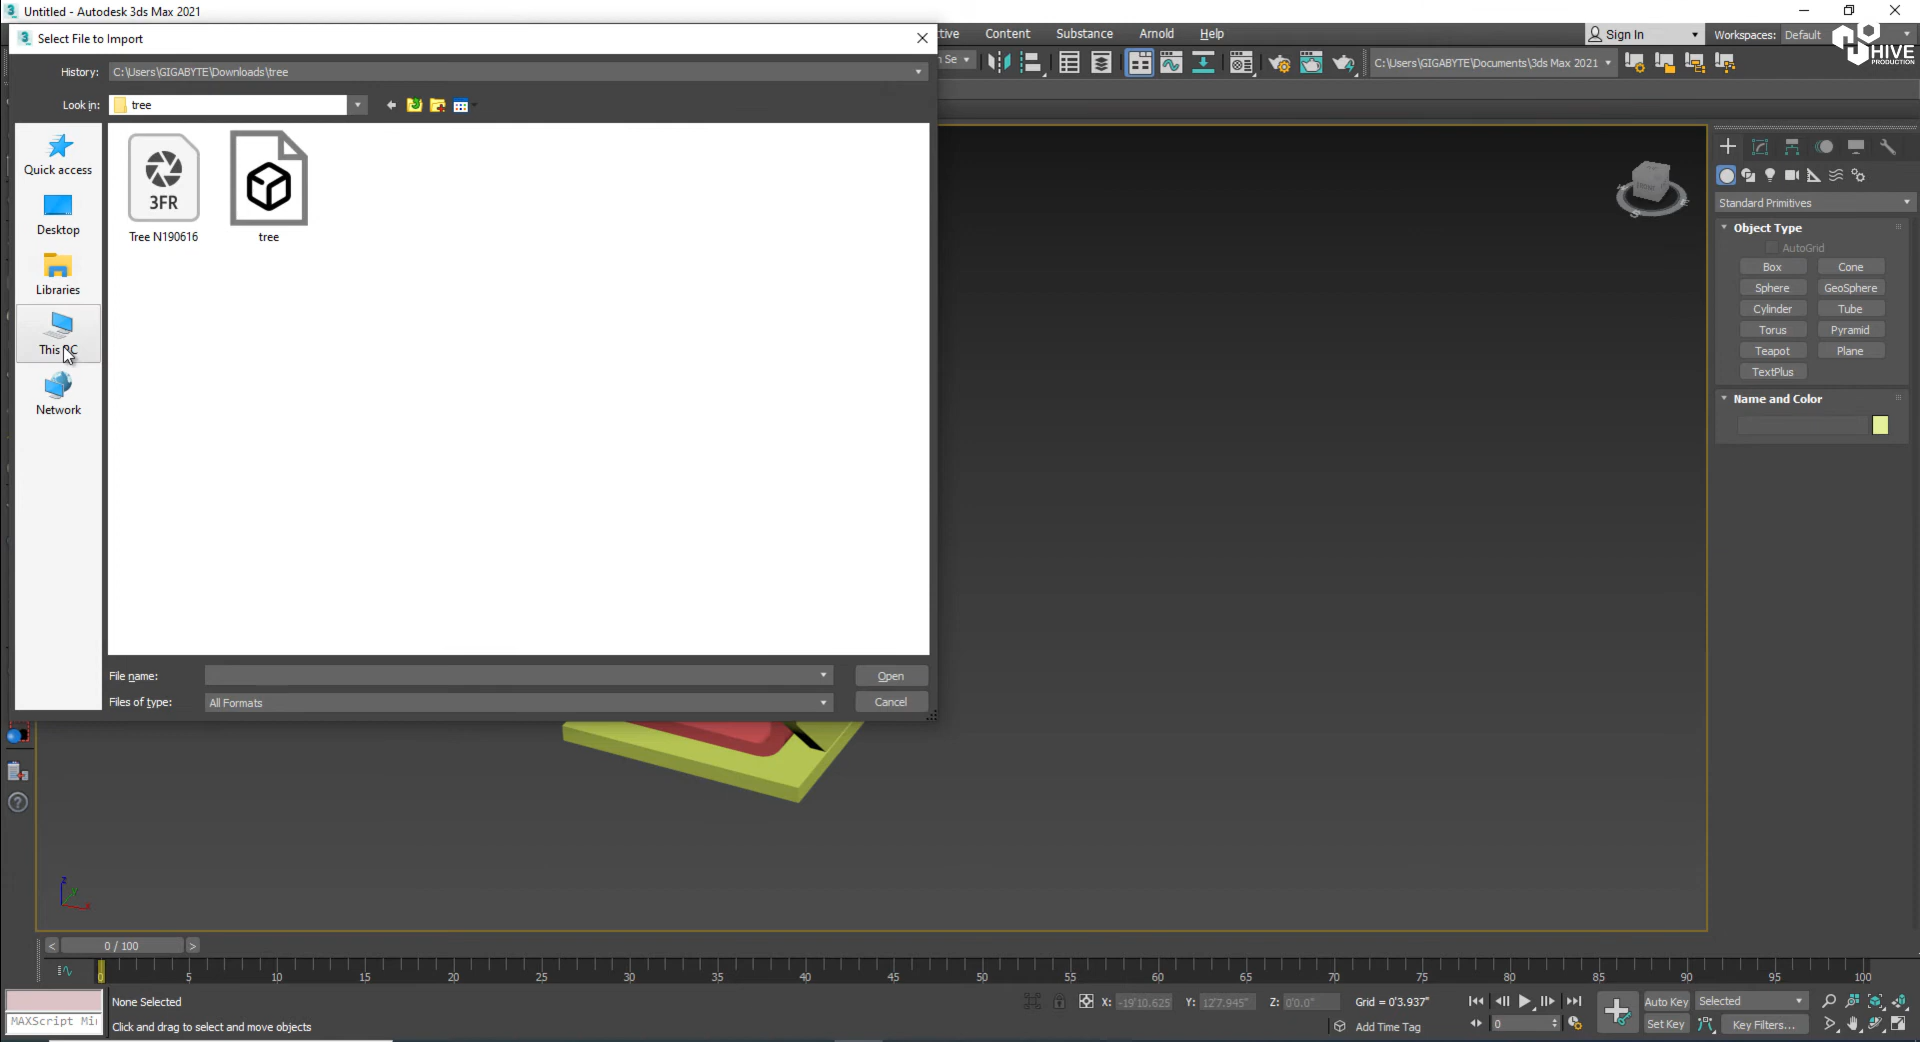 Untitled - Autodesk 3ds Max 2021
Select File to Import
Content Substance Arnold Help
Sign In
Workspaces: Default
HIVE
PRODUCTION
History: C:\Users\GIGABYTE\Downloads\tree
n Se
C:\Users\GIGABYTE\Documents\3ds Max 2021
Look in: tree
Quick access
Desktop
Libraries
This PC
Network
3FR
Tree N190616
tree
Standard Primitives
Object Type
AutoGrid
Box Cone
Sphere GeoSphere
Cylinder Tube
Torus Pyramid
Teapot Plane
TextPlus
Name and Color
File name:
Open
Files of type: All Formats
Cancel
z
y
x
< 0 / 100 >
0 5 10 15 20 25 30 35 40 45 50 55 60 65 70 75 80 85 90 95 100
None Selected
X: -19'10.625" Y: 12'7.945" Z: 0'0.0" Grid = 0'3.937"
Auto Key Selected
MAXScript Mi
Click and drag to select and move objects
Add Time Tag
0
Set Key Key Filters...